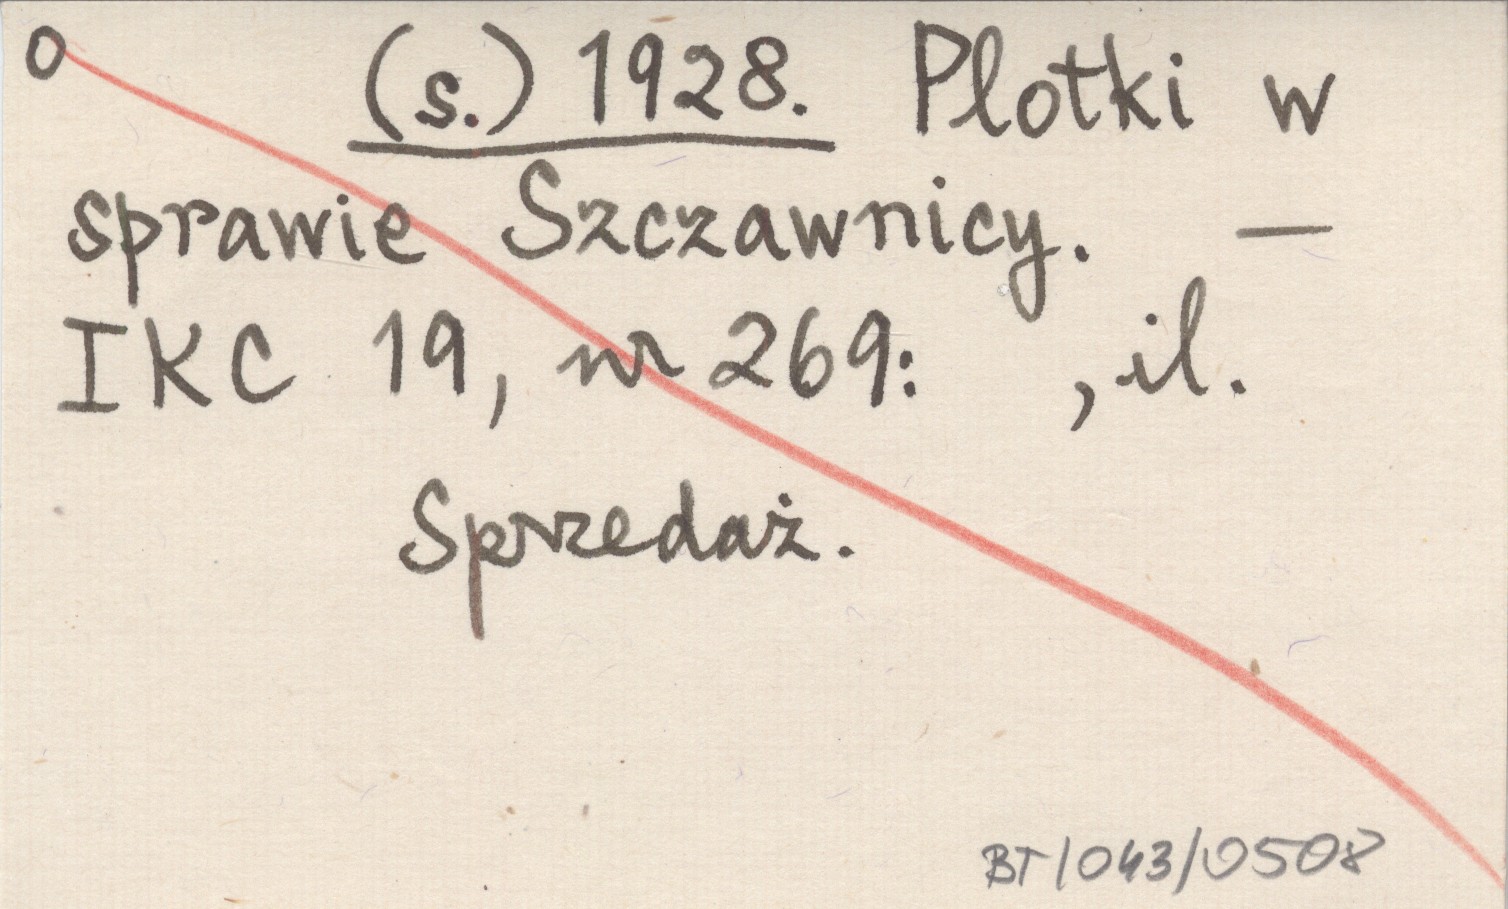 O (s.) 1928. Plotki w
sprawie Szczawnicy. —
IKC 19, nr 269: , il.
Sprzedaż.
BT/043/0508